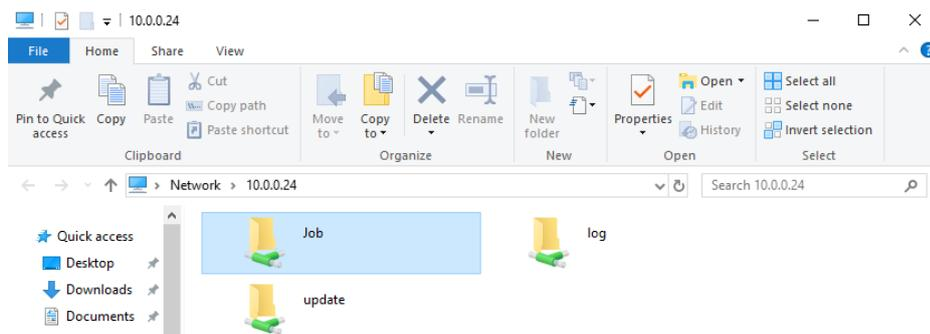 10.0.0.24
File Home Share View
Pin to Quick access
Copy
Paste
Cut
Copy path
Paste shortcut
Clipboard
Move to
Copy to
Delete
Rename
Organize
New folder
New
Properties
Open
Edit
History
Open
Select all
Select none
Invert selection
Select
Network > 10.0.0.24
Search 10.0.0.24
Quick access
Desktop
Downloads
Documents
Job
log
update